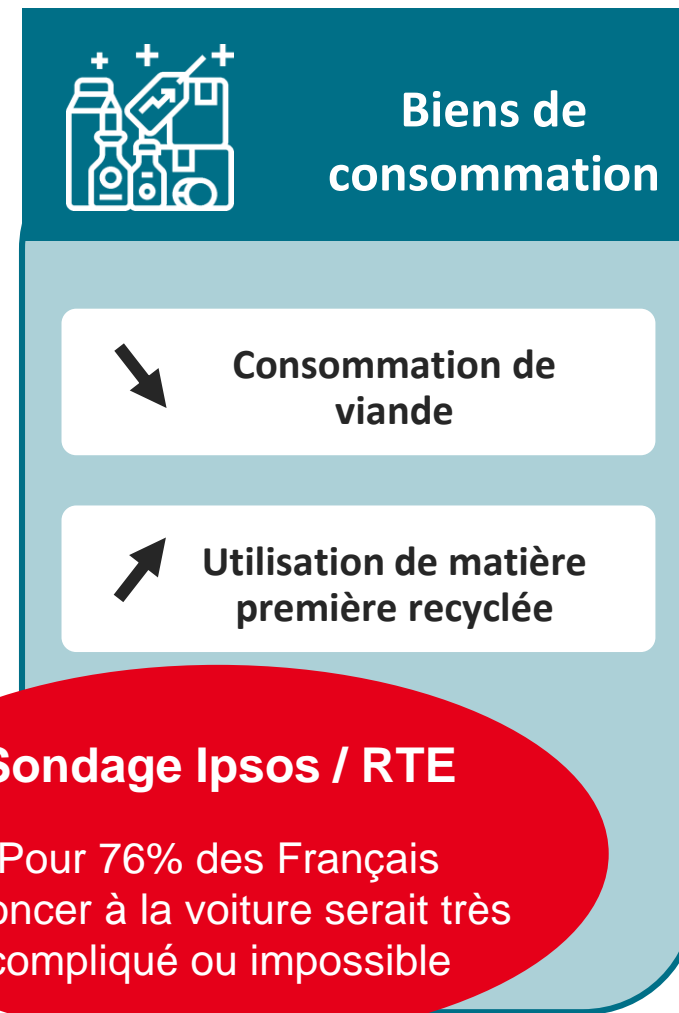 Biens de
consommation
Consommation de
viande
Utilisation de matière
première recyclée
Sondage Ipsos / RTE
Pour 76% des Français
oncer à la voiture serait très
compliqué ou impossible